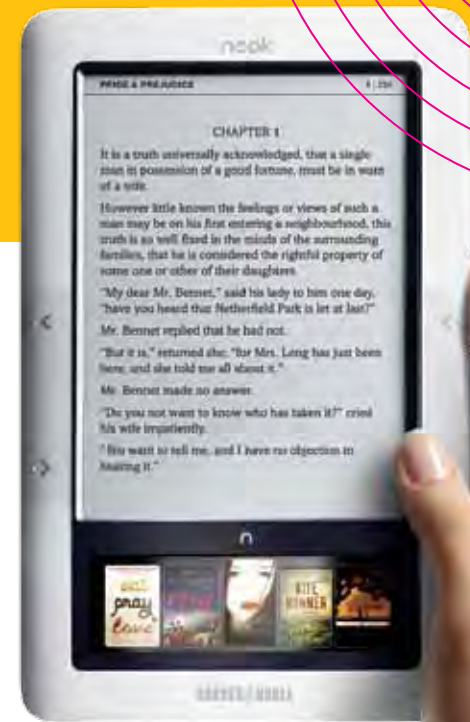 nook
PRIDE & PREJUDICE
CHAPTER 1
It is a truth universally acknowledged, that a single
man in possession of a good fortune, must be in want
of a wife.
However little known the feelings or views of such a
man may be on his first entering a neighbourhood, this
truth is so well fixed in the minds of the surrounding
families, that he is considered the rightful property of
some one or other of their daughters.
"My dear Mr. Bennet," said his lady to him one day,
"have you heard that Netherfield Park is let at last?"
Mr. Bennet replied that he had not.
"But it is," returned she; "for Mrs. Long has just been
here, and she told me all about it."
Mr. Bennet made no answer.
"Do you not want to know who has taken it?" cried
his wife impatiently.
"You want to tell me, and I have no objection to
hearing it."
n
eat
pray
love
KITE
RUNNER
BARNES & NOBLE